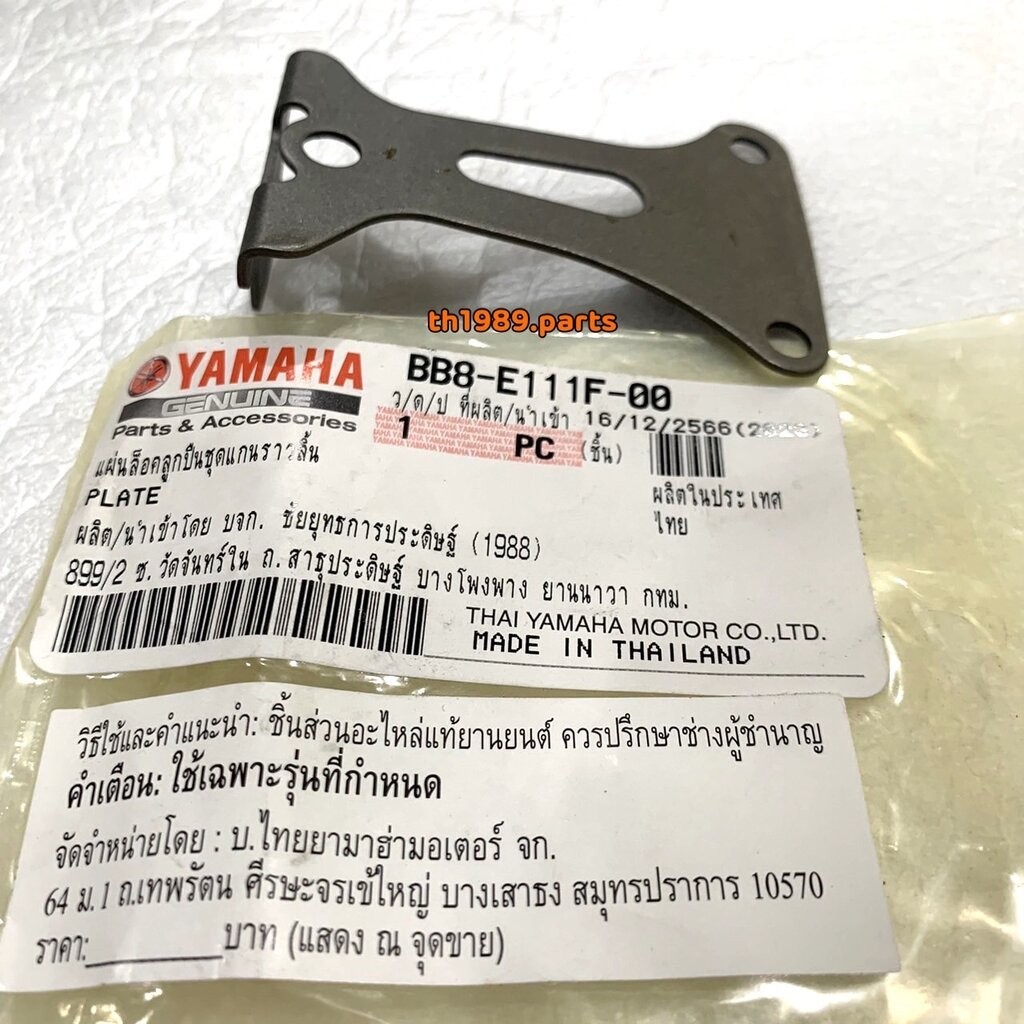 th1989.parts
YAMAHA
GENUINE
Parts & Accessories
BB8-E111F-00
ว/ด/ป ที่ผลิต/นำเข้า 16/12/2566
1 PC (ชิ้น)
แผ่นล็อคลูกปืนชุดแกนราวลิ้น
PLATE
ผลิตในประเทศ
ไทย
ผลิต/นำเข้าโดย บจก. ชัยยุทธการประดิษฐ์ (1988)
899/2 ซ. วัดจันทร์ใน ถ. สาธุประดิษฐ์ บางโพงพาง ยานนาวา กทม.
THAI YAMAHA MOTOR CO.,LTD.
MADE IN THAILAND
วิธีใช้และคำแนะนำ: ชิ้นส่วนอะไหล่แท้ยานยนต์ ควรปรึกษาช่างผู้ชำนาญ
คำเตือน: ใช้เฉพาะรุ่นที่กำหนด
จัดจำหน่ายโดย : บ.ไทยยามาฮ่ามอเตอร์ จก.
64 ม.1 ถ.เทพรัตน ศีรษะจรเข้ใหญ่ บางเสาธง สมุทรปราการ 10570
ราคา:__________บาท (แสดง ณ จุดขาย)